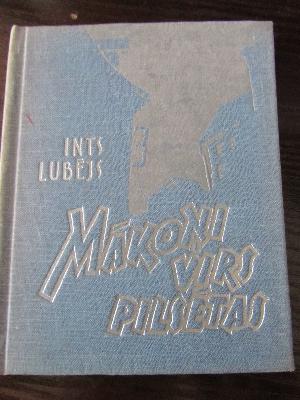 INTS
LUBĒJS
MĀKOŅI
VIRS
PILSĒTAS